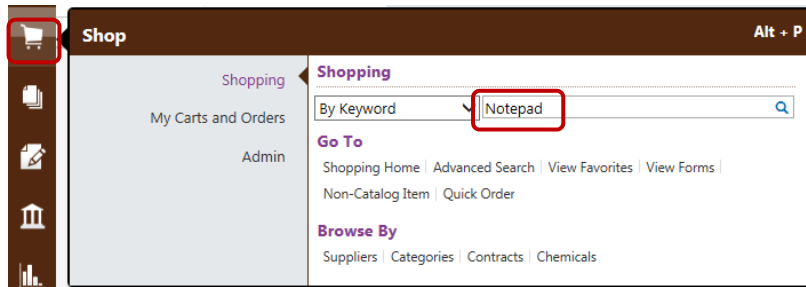 Shop Alt + P
Shopping
My Carts and Orders
Admin
Shopping
By Keyword Notepad
Go To
Shopping Home | Advanced Search | View Favorites | View Forms |
Non-Catalog Item | Quick Order
Browse By
Suppliers | Categories | Contracts | Chemicals